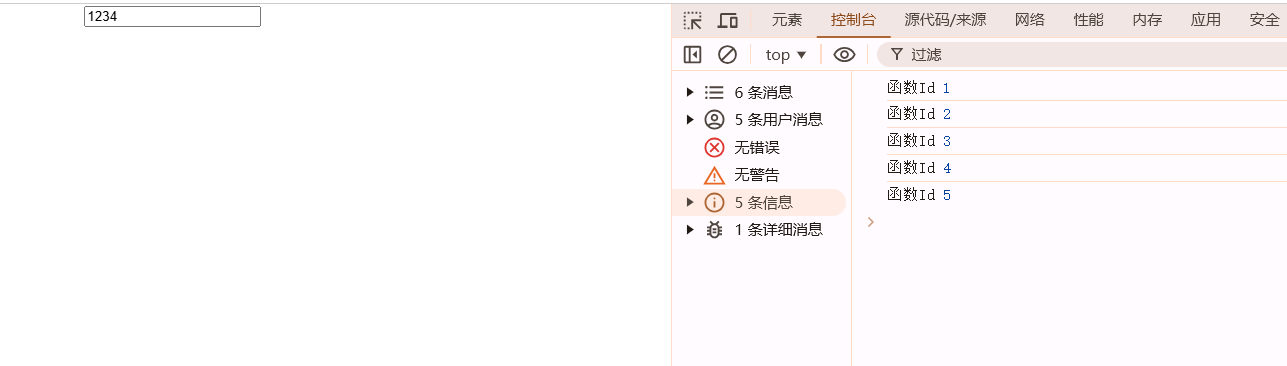 1234
元素 控制台 源代码/来源 网络 性能 内存 应用 安全
top ▼ 过滤
6 条消息
5 条用户消息
无错误
无警告
5 条信息
1 条详细消息
函数Id 1
函数Id 2
函数Id 3
函数Id 4
函数Id 5